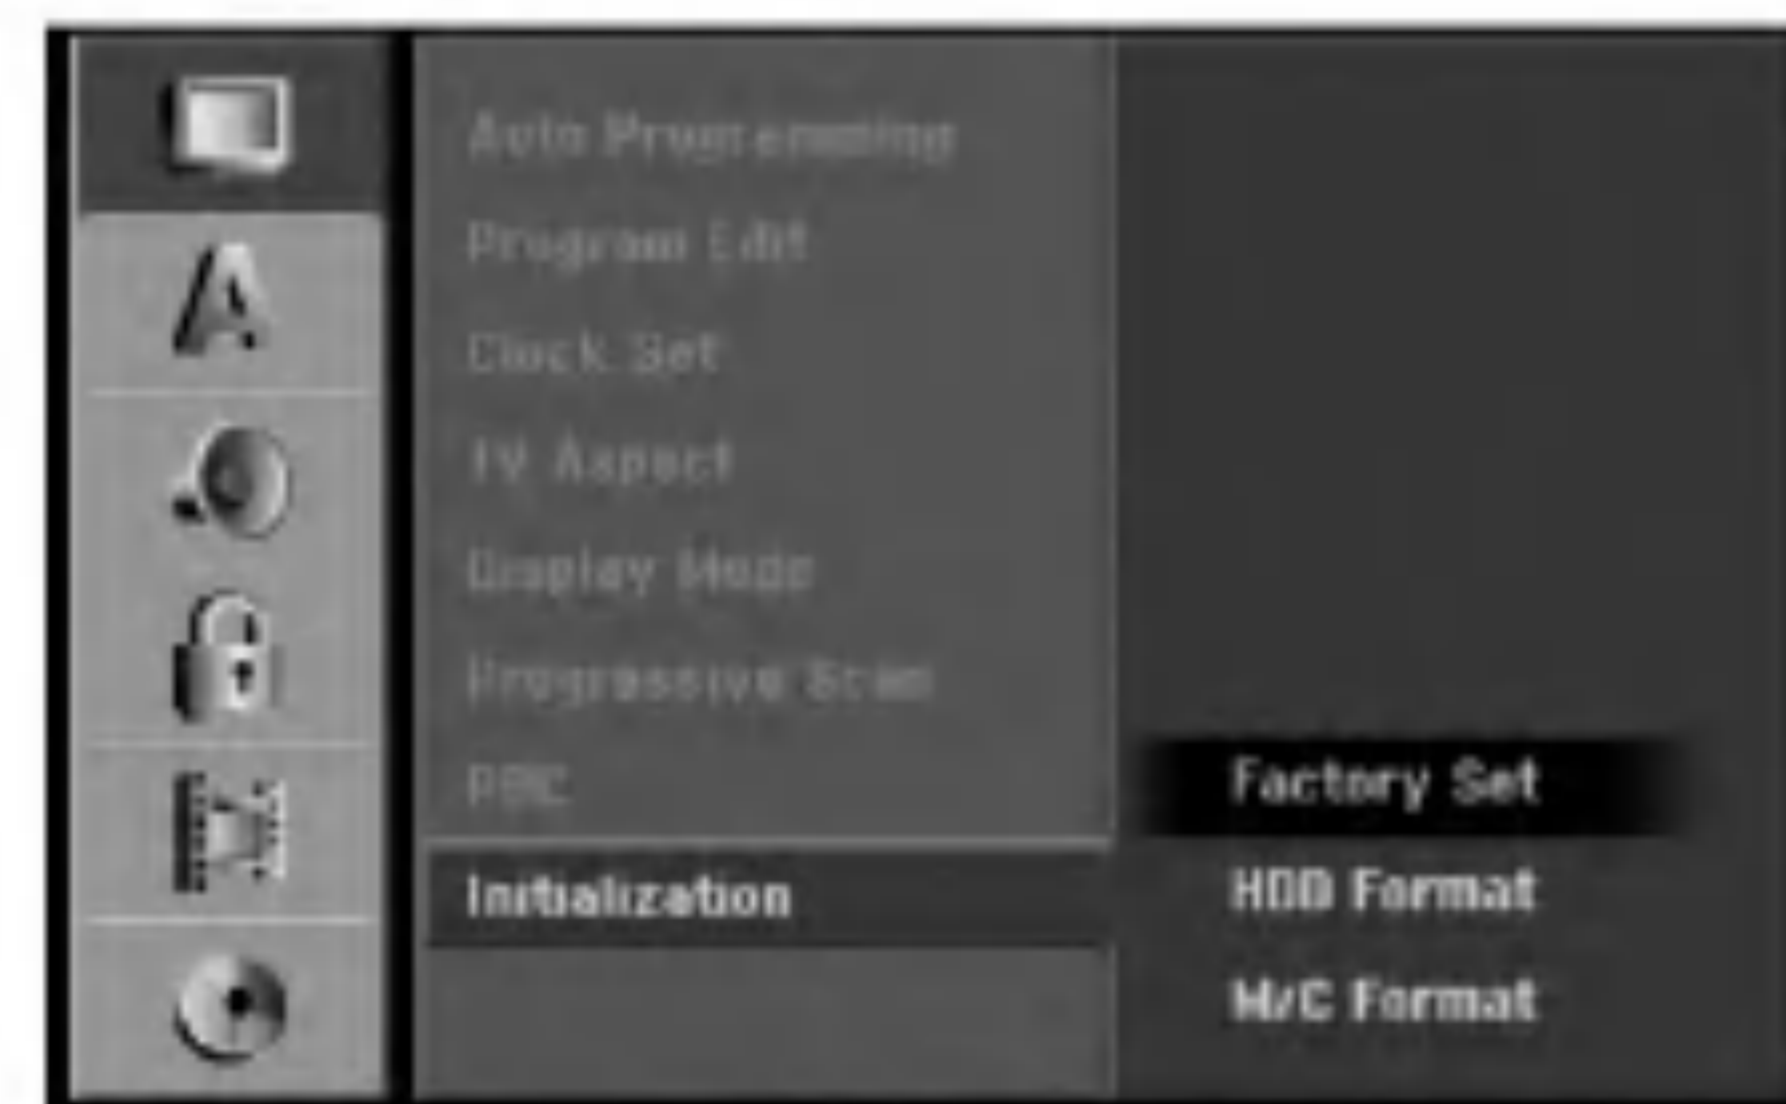 Auto Programming
Program Edit
Clock Set
TV Aspect
Display Mode
Progressive Scan
PBC
Initialization
Factory Set
HDD Format
M/C Format